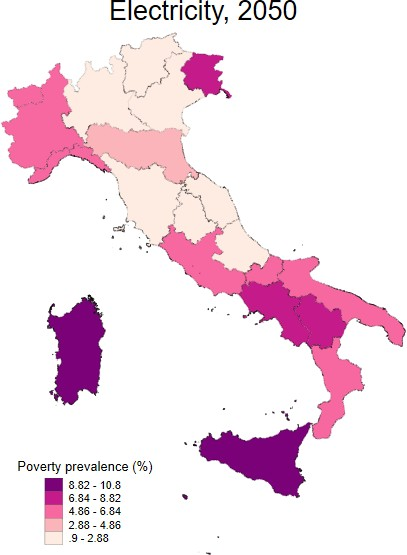 Electricity, 2050
Poverty prevalence (%)
8.82 - 10.8
6.84 - 8.82
4.86 - 6.84
2.88 - 4.86
.9 - 2.88